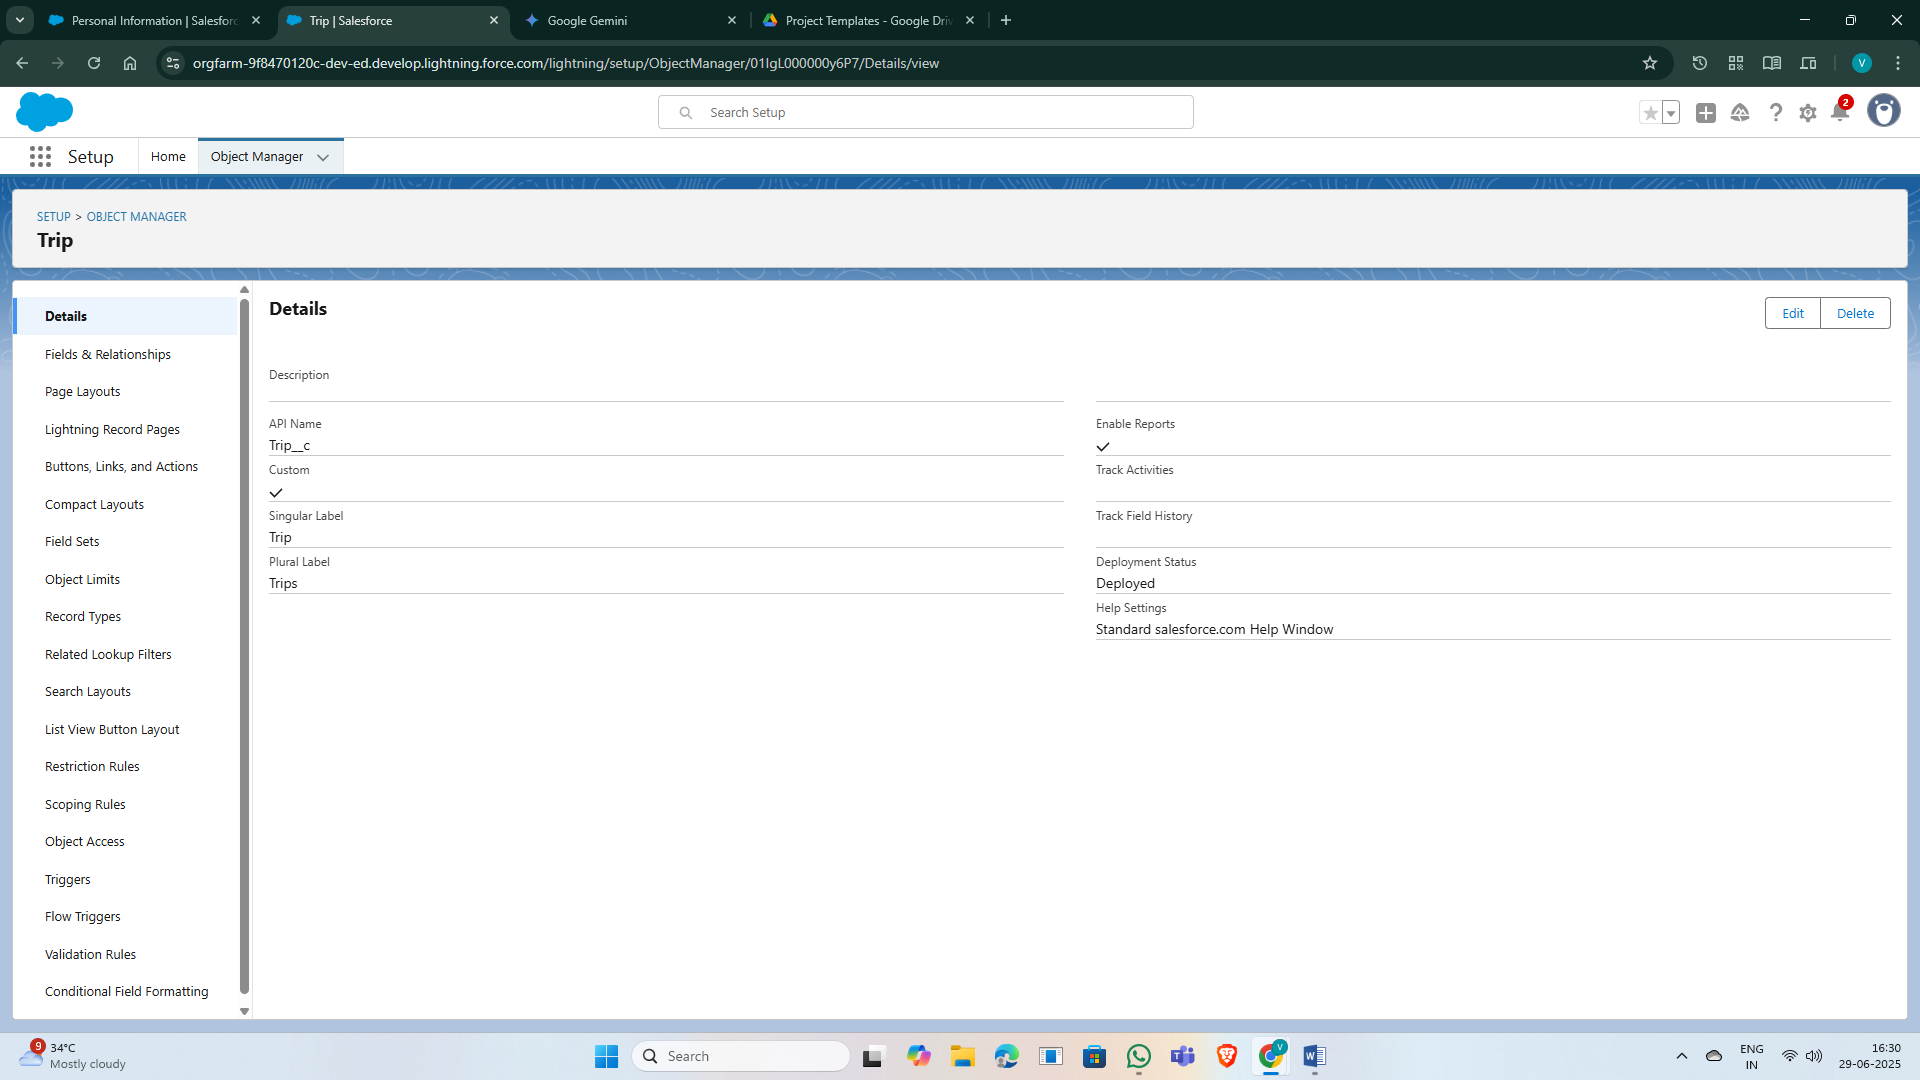 Personal Information | Salesforc
Trip | Salesforce
Google Gemini
Project Templates - Google Driv
orgfarm-9f8470120c-dev-ed.develop.lightning.force.com/lightning/setup/ObjectManager/01IgL000000y6P7/Details/view
V
Search Setup
2
Setup
Home
Object Manager
SETUP > OBJECT MANAGER
Trip
Details
Fields & Relationships
Page Layouts
Lightning Record Pages
Buttons, Links, and Actions
Compact Layouts
Field Sets
Object Limits
Record Types
Related Lookup Filters
Search Layouts
List View Button Layout
Restriction Rules
Scoping Rules
Object Access
Triggers
Flow Triggers
Validation Rules
Conditional Field Formatting
Details
Edit
Delete
Description
API Name
Trip__c
Custom
Singular Label
Trip
Plural Label
Trips
Enable Reports
Track Activities
Track Field History
Deployment Status
Deployed
Help Settings
Standard salesforce.com Help Window
9
34°C
Mostly cloudy
Search
V
ENG
IN
16:30
29-06-2025